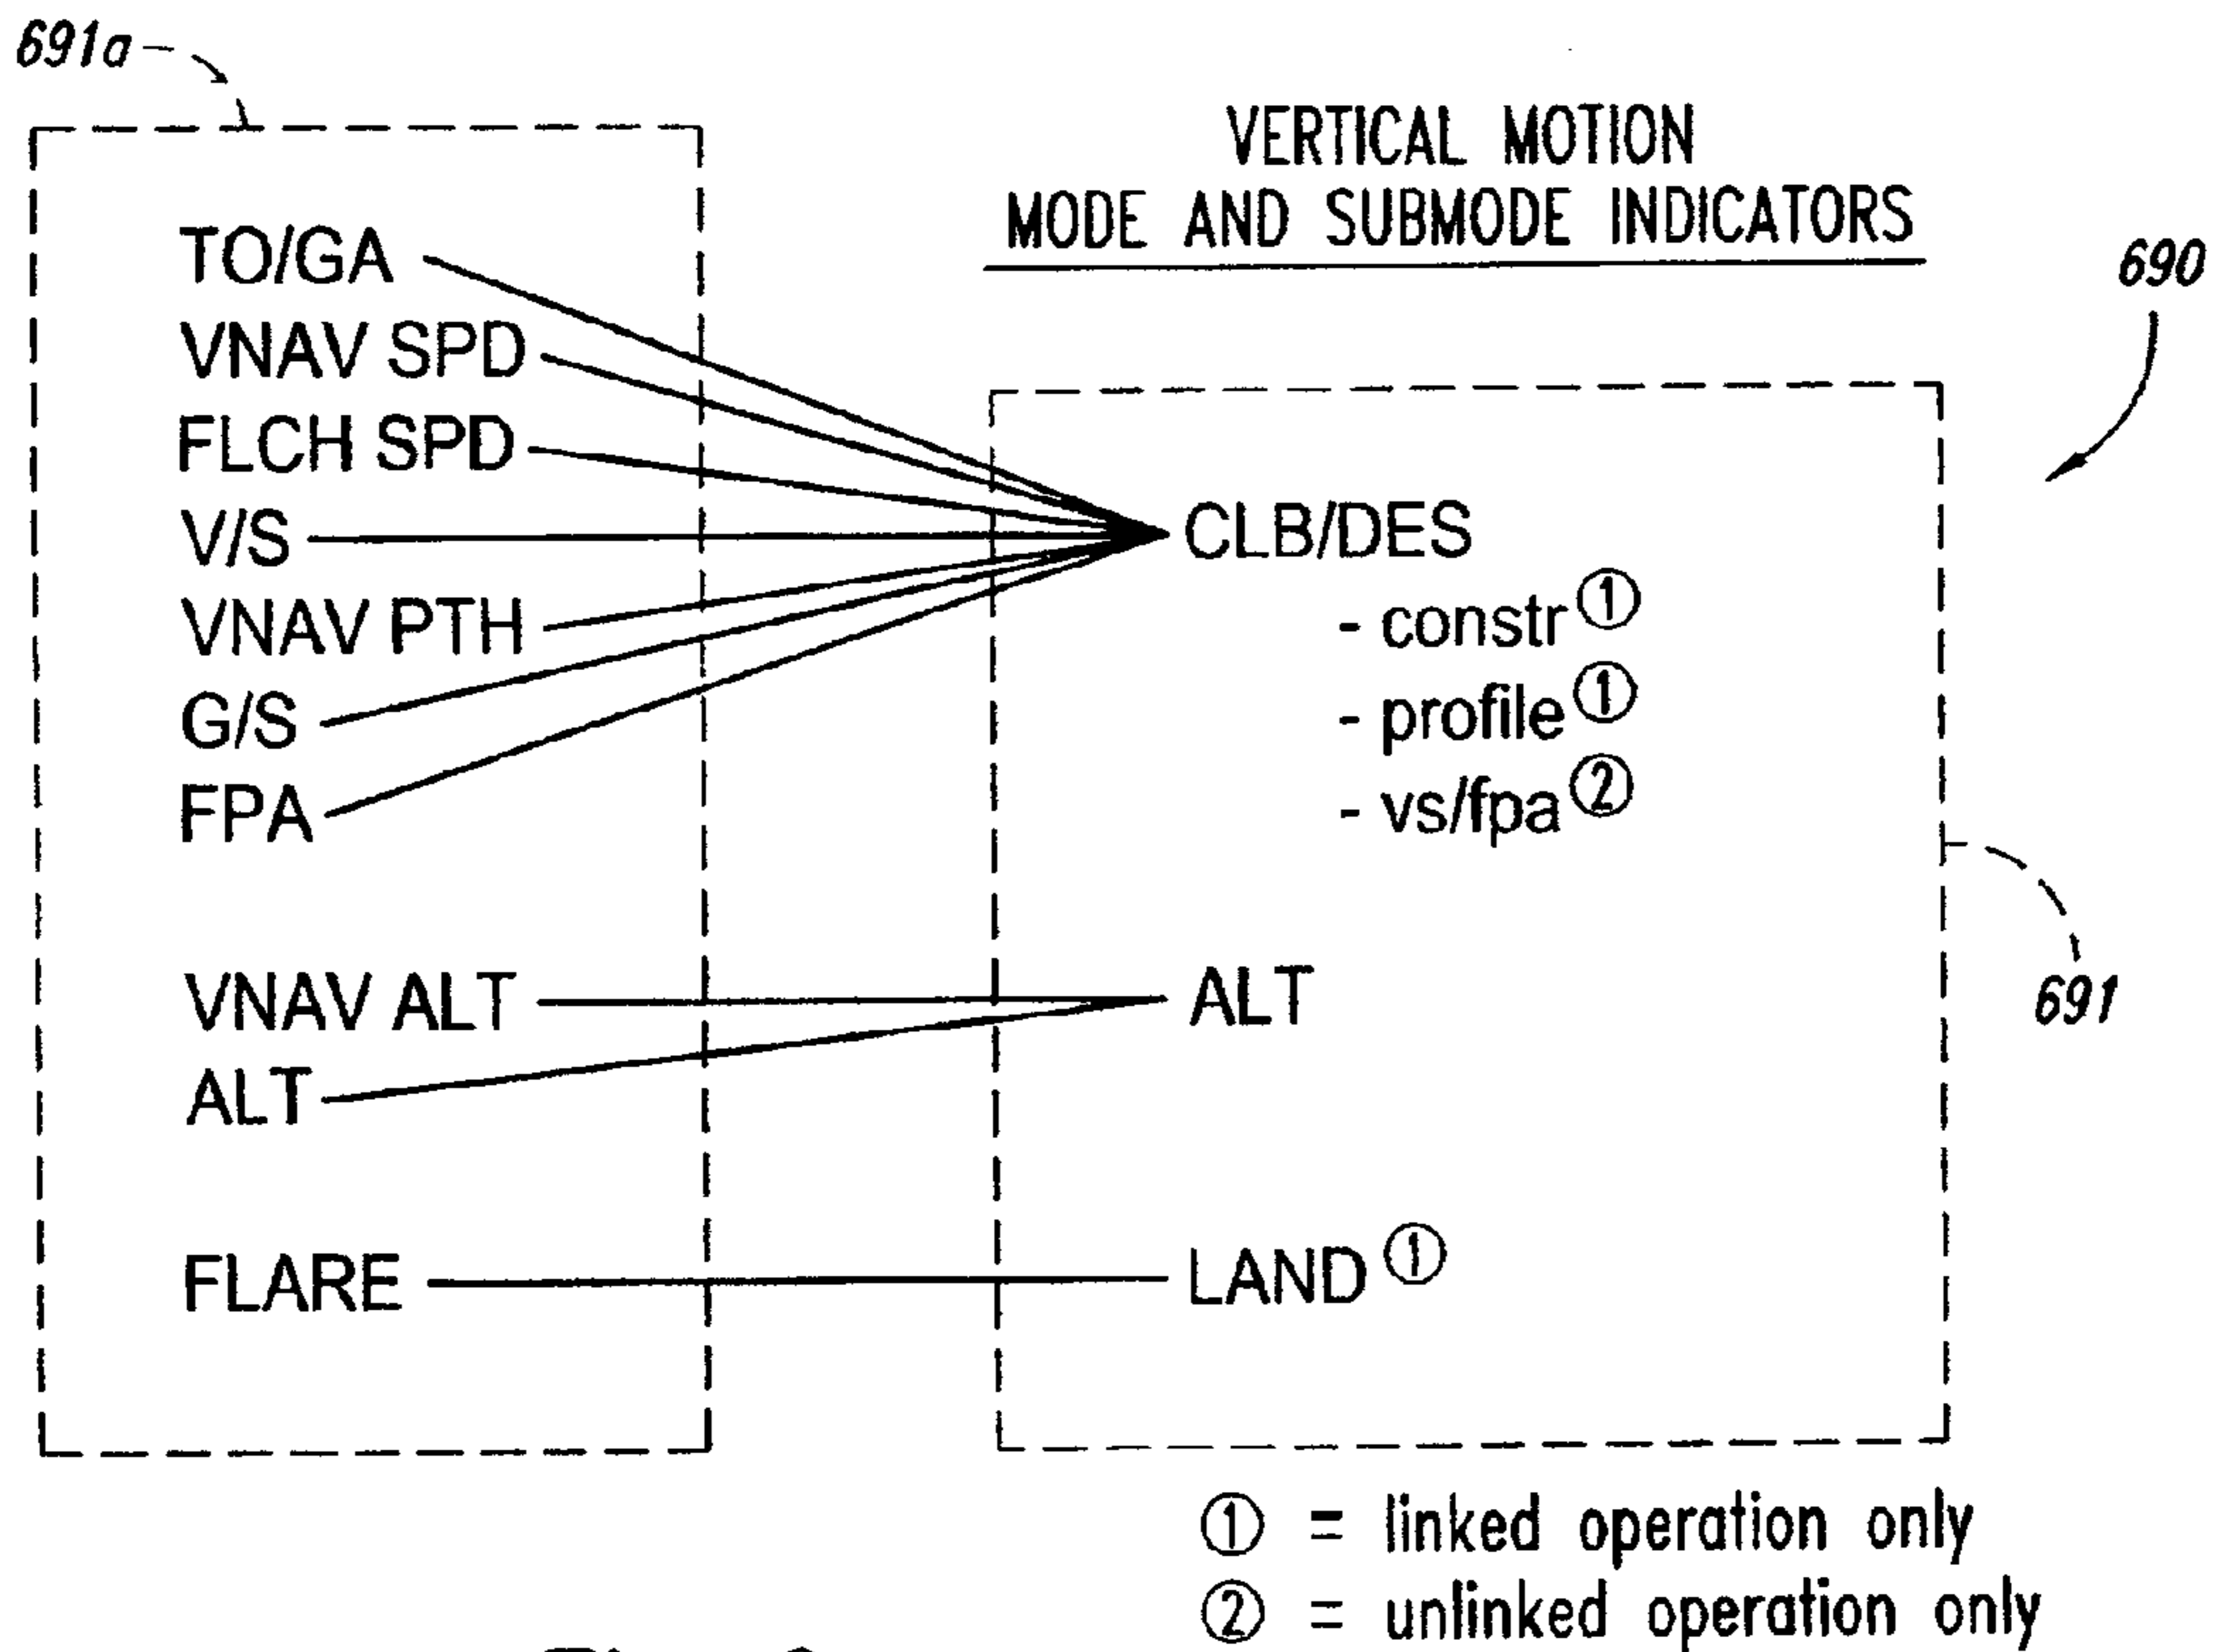 691a
VERTICAL MOTION
MODE AND SUBMODE INDICATORS
690
TO/GA
VNAV SPD
FLCH SPD
V/S
VNAV PTH
G/S
FPA
VNAV ALT
ALT
FLARE
CLB/DES
- constr ①
- profile ①
- vs/fpa ②
ALT
LAND ①
691
① = linked operation only
② = unlinked operation only